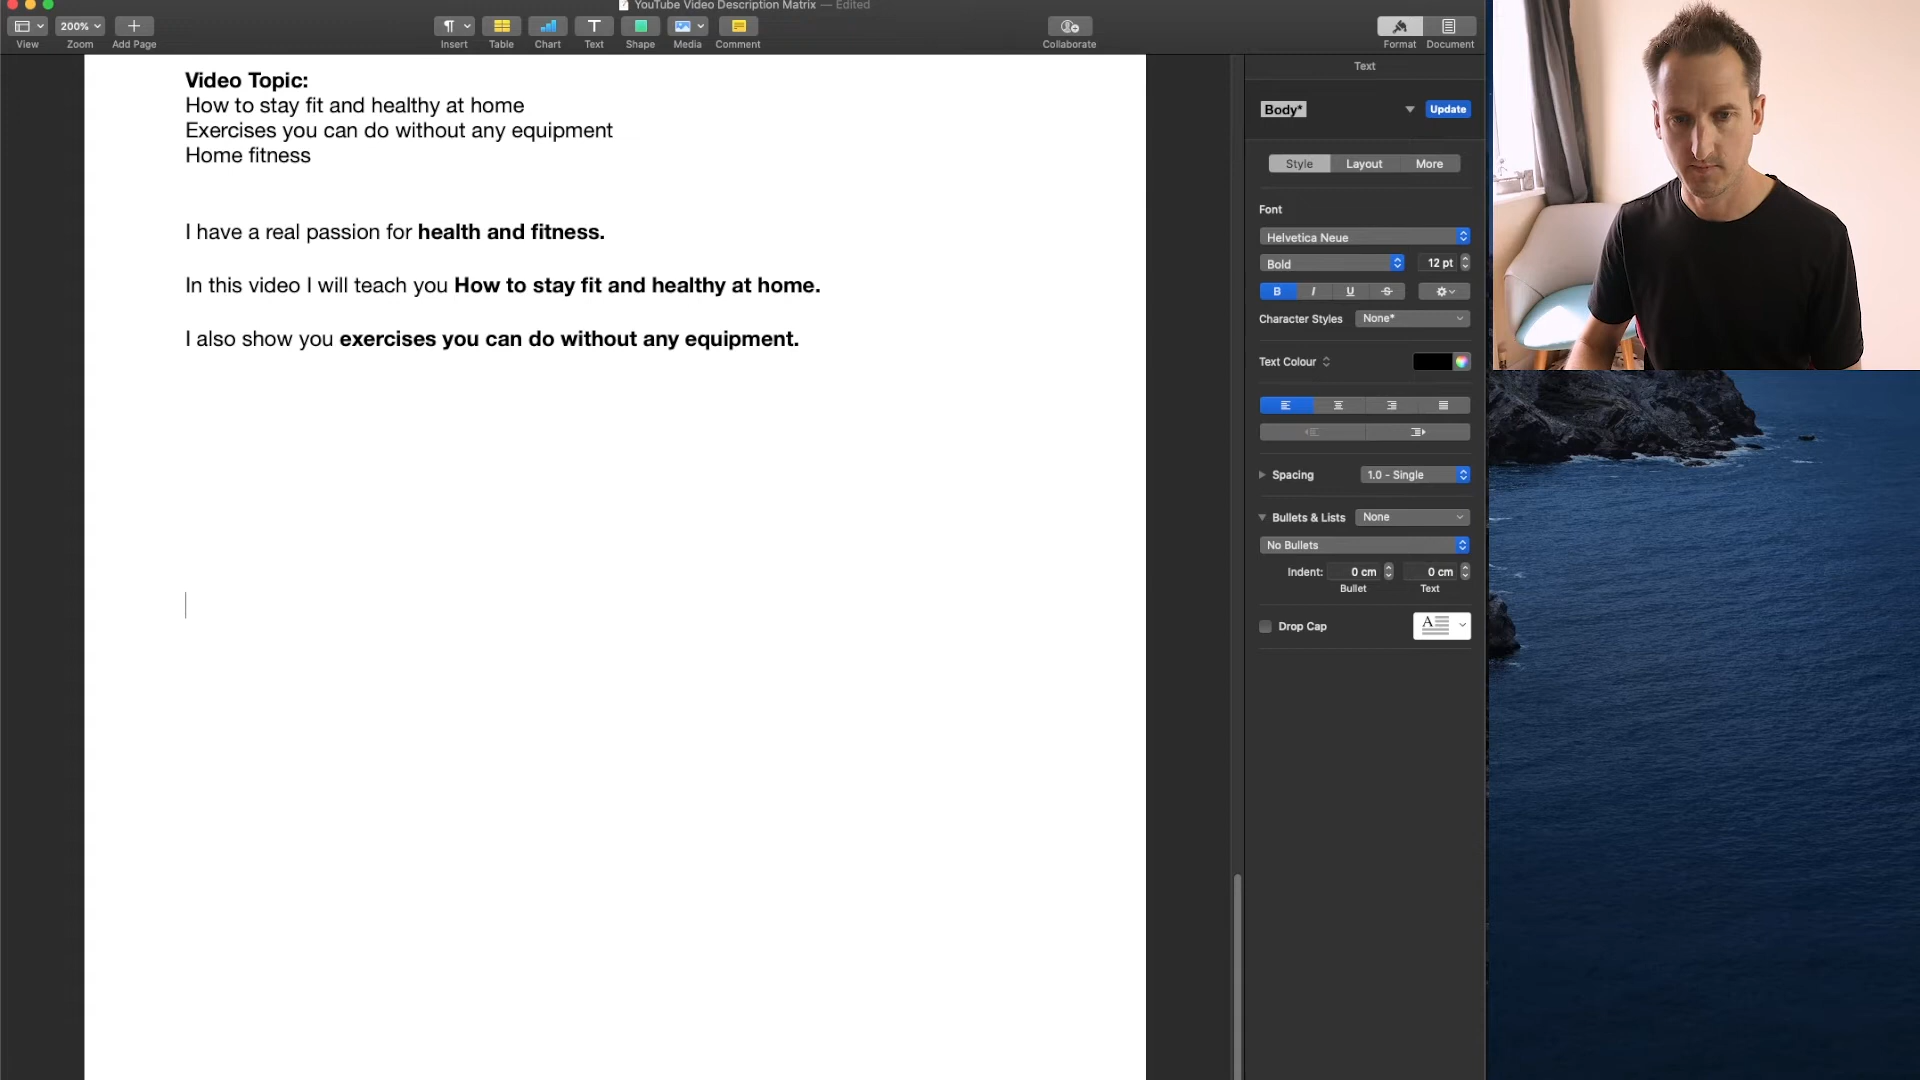 YouTube Video Description Matrix — Edited
200%
View
Zoom
Add Page
Insert
Table
Chart
Text
Shape
Media
Comment
Collaborate
Format
Document
Video Topic:
How to stay fit and healthy at home
Exercises you can do without any equipment
Home fitness
I have a real passion for health and fitness.
In this video I will teach you How to stay fit and healthy at home.
I also show you exercises you can do without any equipment.
Text
Body*
Update
Style
Layout
More
Font
Helvetica Neue
Bold
12 pt
B
I
U
S
Character Styles
None*
Text Colour
Spacing
1.0 - Single
Bullets & Lists
None
No Bullets
Indent:
0 cm
0 cm
Bullet
Text
Drop Cap
A